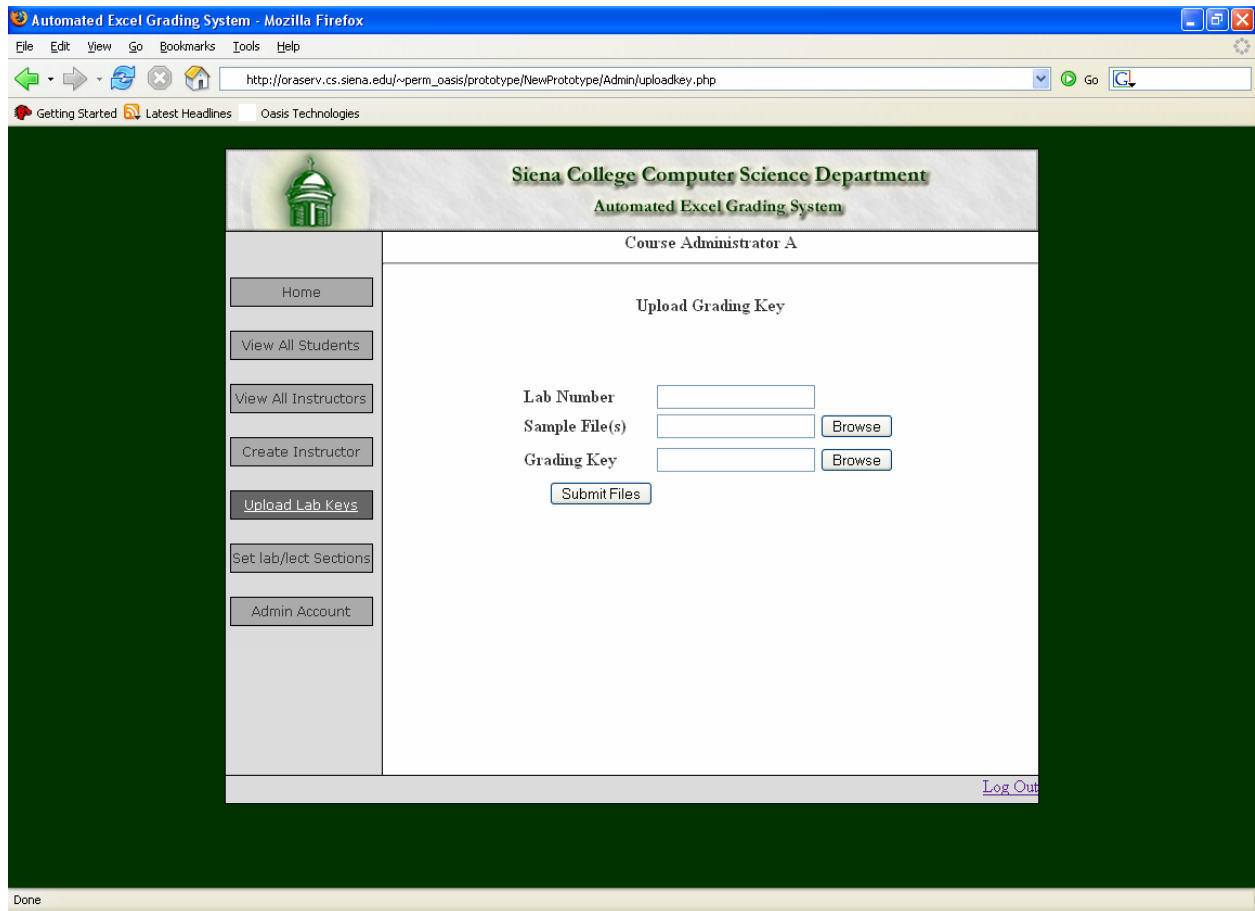 Automated Excel Grading System - Mozilla Firefox
File Edit View Go Bookmarks Tools Help
http://oraserv.cs.siena.edu/~perm_oasis/prototype/NewPrototype/Admin/uploadkey.php
Go
G
Getting Started Latest Headlines Oasis Technologies
Siena College Computer Science Department
Automated Excel Grading System
Course Administrator A
Home
View All Students
View All Instructors
Create Instructor
Upload Lab Keys
Set lab/lect Sections
Admin Account
Upload Grading Key
Lab Number
Sample File(s) Browse
Grading Key Browse
Submit Files
Log Out
Done